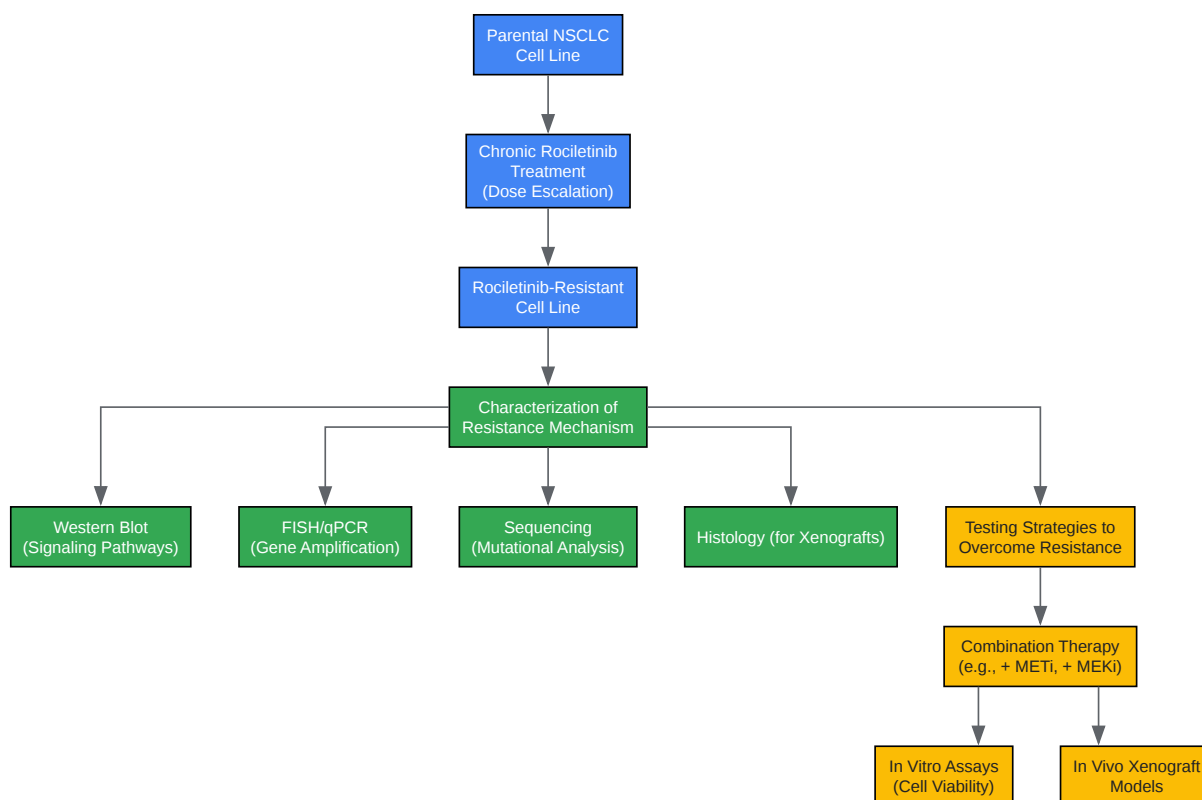 Parental NSCLC
Cell Line
Chronic Rociletinib
Treatment
(Dose Escalation)
Rociletinib-Resistant
Cell Line
Characterization of
Resistance Mechanism
Western Blot
(Signaling Pathways)
FISH/qPCR
(Gene Amplification)
Sequencing
(Mutational Analysis)
Histology (for Xenografts)
Testing Strategies to
Overcome Resistance
Combination Therapy
(e.g., + METi, + MEKi)
In Vitro Assays
(Cell Viability)
In Vivo Xenograft
Models